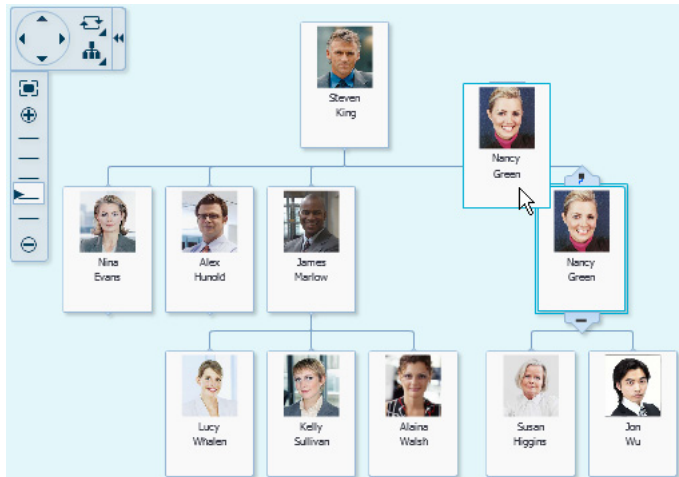 Steven
King
Nancy
Green
Nina
Evans
Alex
Hunold
James
Marlow
Nancy
Green
Lucy
Whalen
Kelly
Sullivan
Alaina
Walsh
Susan
Higgins
Jon
Wu